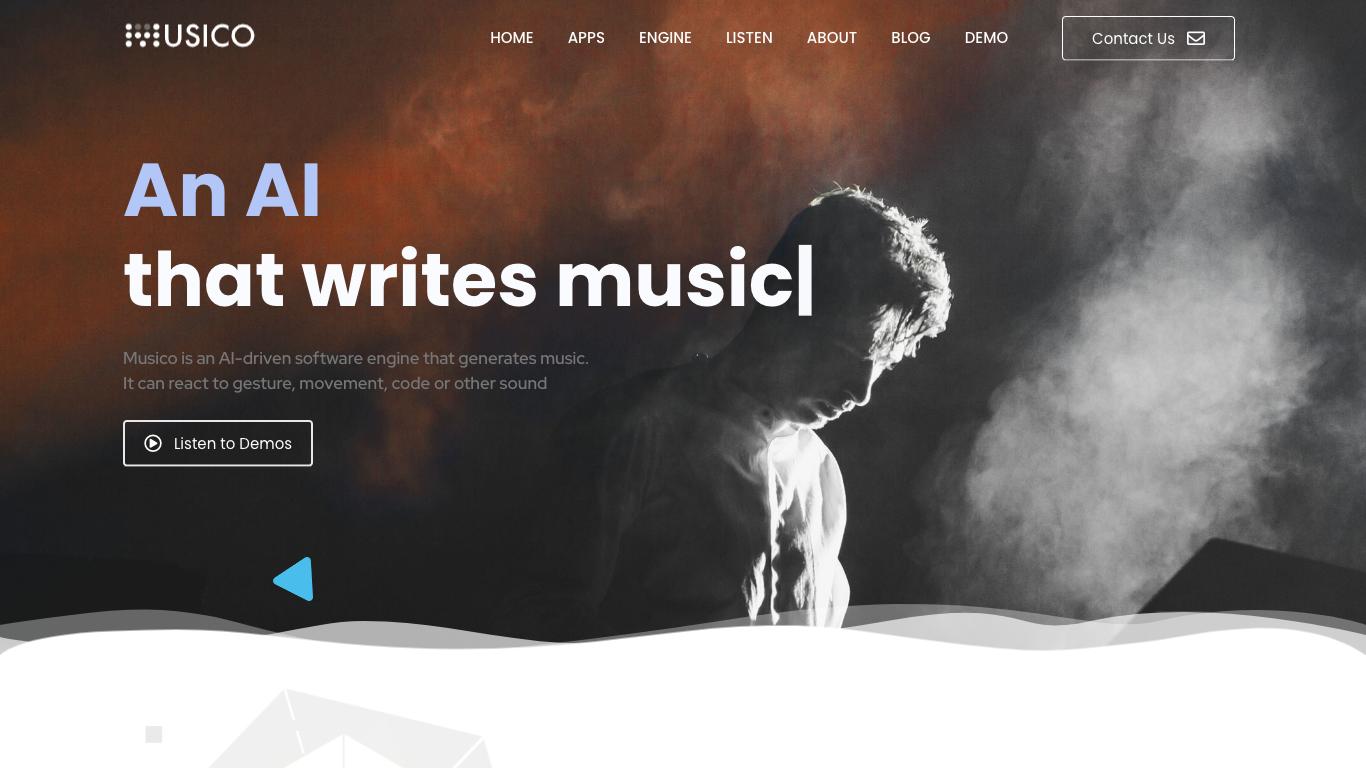 MUSICO
HOME APPS ENGINE LISTEN ABOUT BLOG DEMO
Contact Us
An AI
that writes music|
Musico is an AI-driven software engine that generates music.
It can react to gesture, movement, code or other sound
Listen to Demos